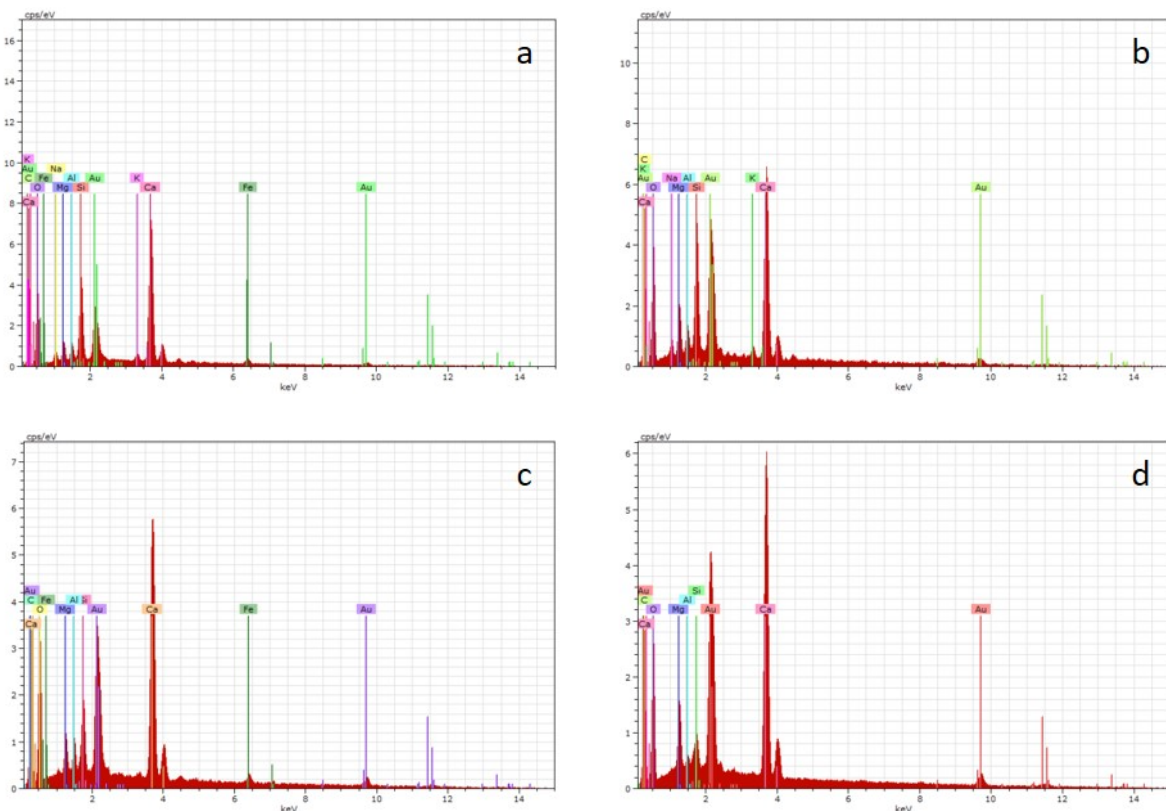 cps/eV
a
16
14
12
10
8
6
4
2
0
K
Au Na Al Au
C Fe K Fe Au
O Mg Si Ca
Ca
2 4 6 8 10 12 14
keV
cps/eV
b
10
8
6
4
2
0
C
K
Au Na Al Au K Au
O Mg Si Ca
Ca
2 4 6 8 10 12 14
keV
cps/eV
c
7
6
5
4
3
2
1
0
Au
C Fe Al Si
O Mg Au Ca Fe Au
Ca
2 4 6 8 10 12 14
keV
cps/eV
d
6
5
4
3
2
1
0
Si
Au Al
C
O Mg Au Ca Au
Ca
2 4 6 8 10 12 14
keV